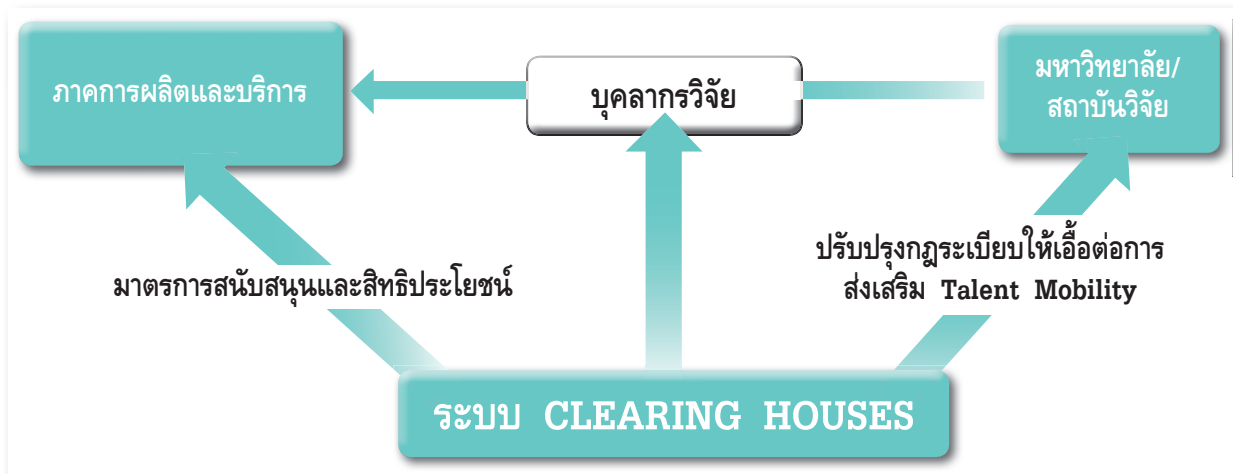 ภาคการผลิตและบริการ
บุคลากรวิจัย
มหาวิทยาลัย/
สถาบันวิจัย
มาตรการสนับสนุนและสิทธิประโยชน์
ปรับปรุงกฎระเบียบให้เอื้อต่อการ
ส่งเสริม Talent Mobility
ระบบ CLEARING HOUSES